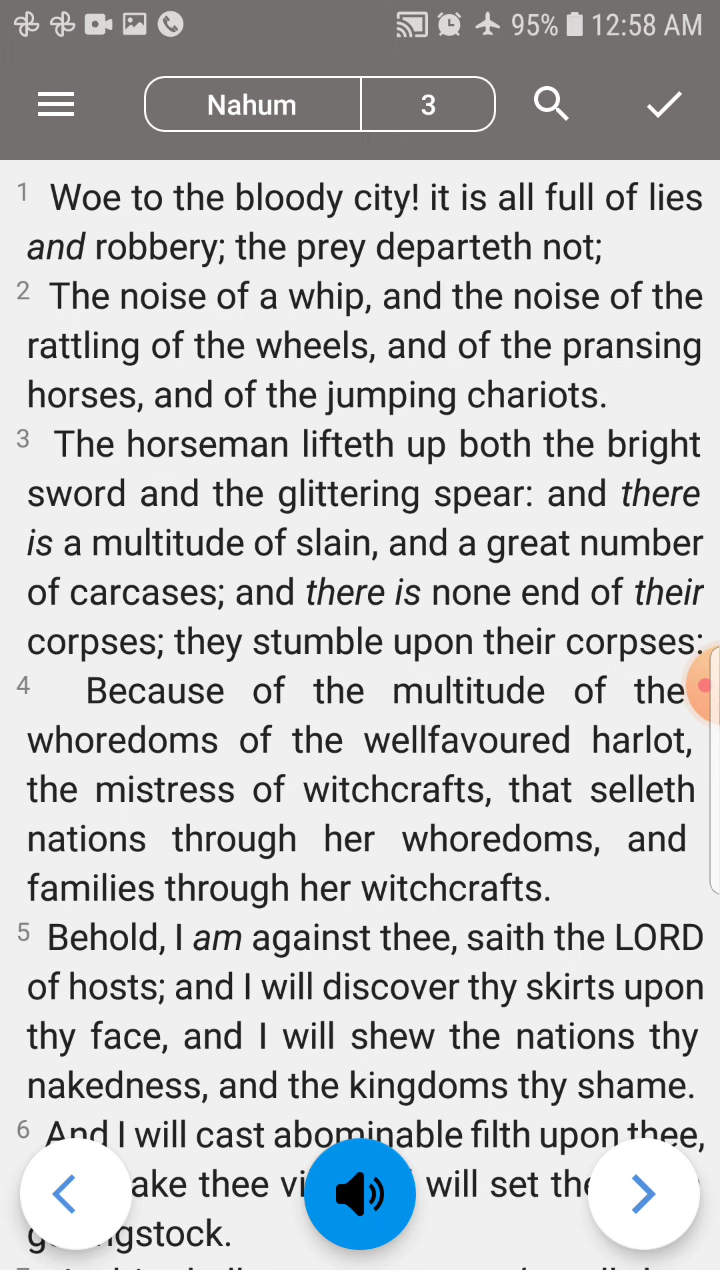 95% 12:58 AM
Nahum 3
1 Woe to the bloody city! it is all full of lies
and robbery; the prey departeth not;
2 The noise of a whip, and the noise of the
rattling of the wheels, and of the pransing
horses, and of the jumping chariots.
3 The horseman lifteth up both the bright
sword and the glittering spear: and there
is a multitude of slain, and a great number
of carcases; and there is none end of their
corpses; they stumble upon their corpses:
4 Because of the multitude of the
whoredoms of the wellfavoured harlot,
the mistress of witchcrafts, that selleth
nations through her whoredoms, and
families through her witchcrafts.
5 Behold, I am against thee, saith the LORD
of hosts; and I will discover thy skirts upon
thy face, and I will shew the nations thy
nakedness, and the kingdoms thy shame.
6 And I will cast abominable filth upon thee,
thee will set